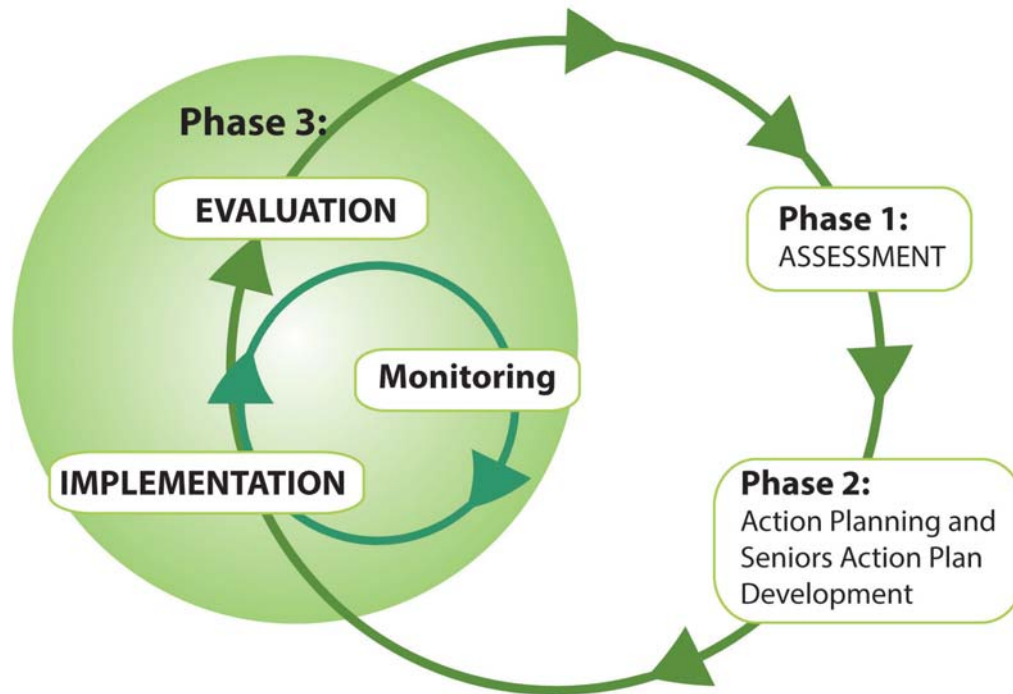 Phase 3:
EVALUATION
Monitoring
IMPLEMENTATION
Phase 1:
ASSESSMENT
Phase 2:
Action Planning and
Seniors Action Plan
Development